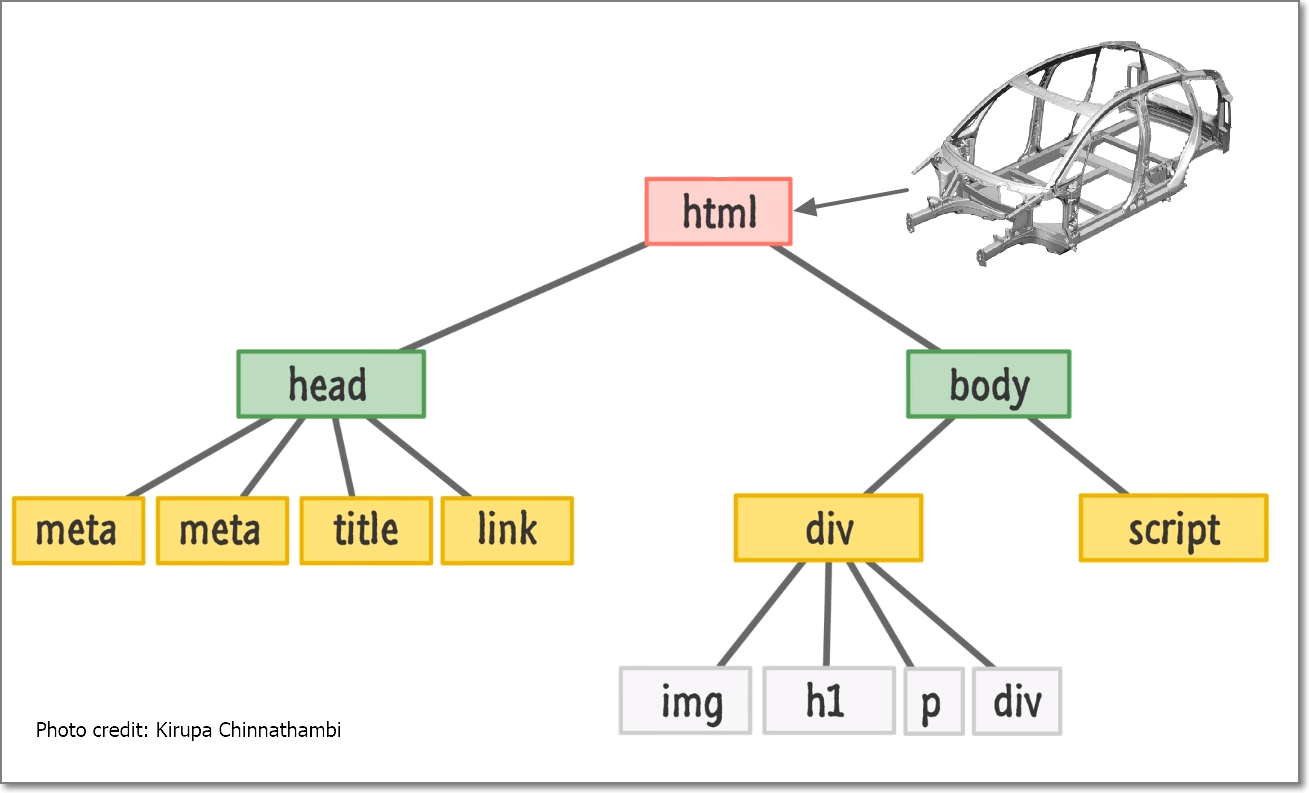 html
head
body
meta
meta
title
link
div
script
img
h1
p
div
Photo credit: Kirupa Chinnathambi